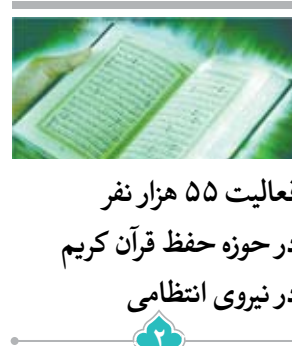 فعالیت ۵۵ هزار نفر
در حوزه حفظ قرآن کریم
در نیروی انتظامی
۲